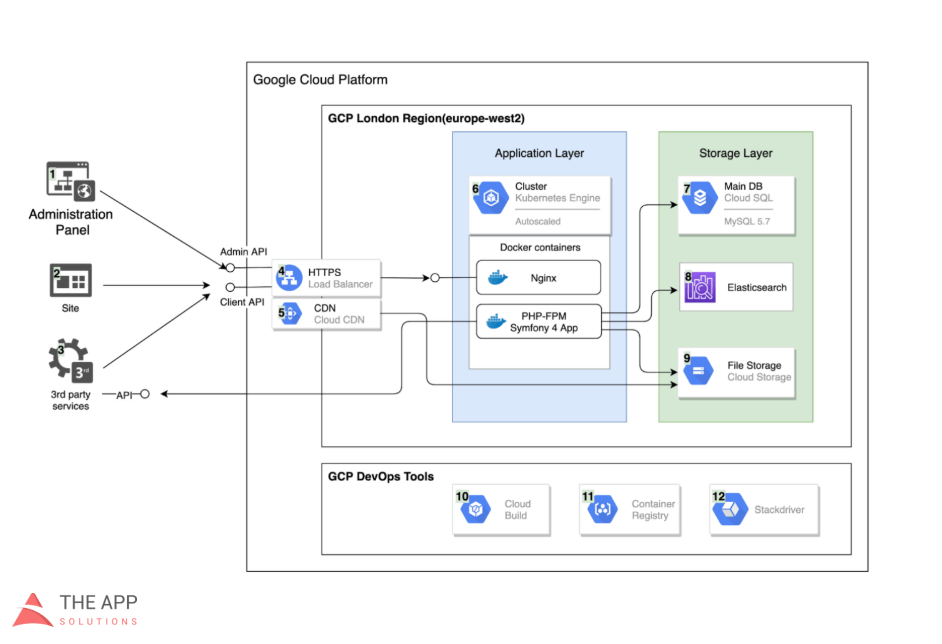 Google Cloud Platform
GCP London Region(europe-west2)
Application Layer
Storage Layer
1
Administration
Panel
2
Site
3
3rd
3rd party
services
API
Admin API
Client API
4
HTTPS
Load Balancer
5
CDN
Cloud CDN
6
Cluster
Kubernetes Engine
Autoscaled
Docker containers
Nginx
PHP-FPM
Symfony 4 App
7
Main DB
Cloud SQL
MySQL 5.7
8
Elasticsearch
9
File Storage
Cloud Storage
GCP DevOps Tools
10
Cloud
Build
11
Container
Registry
12
Stackdriver
THE APP
SOLUTIONS